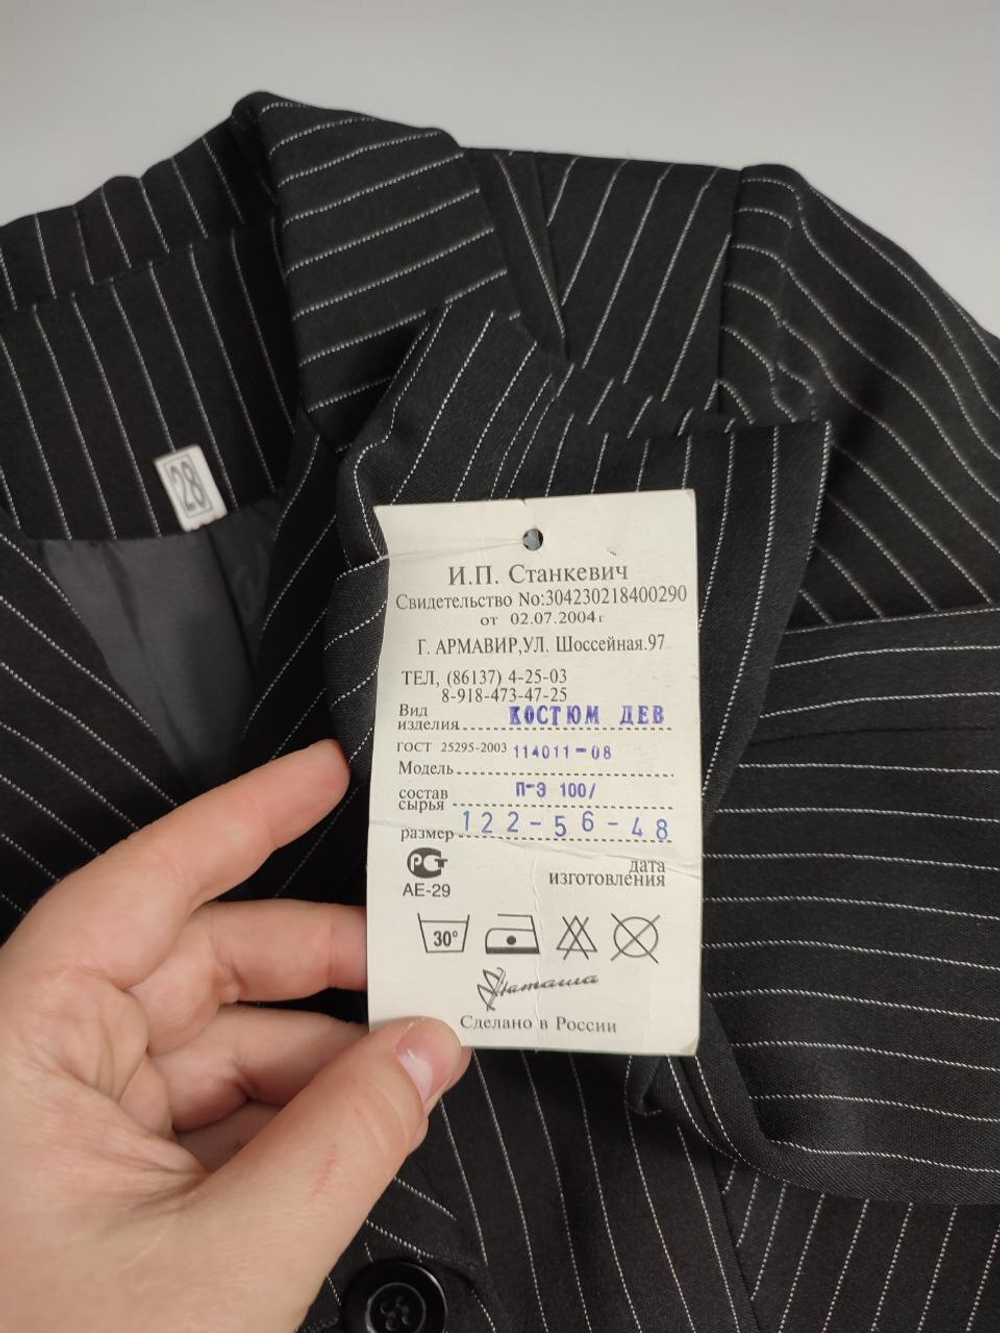 28
И.П. Станкевич
Свидетельство No:304230218400290
от 02.07.2004г
Г. АРМАВИР,УЛ. Шоссейная.97
ТЕЛ, (86137) 4-25-03
8-918-473-47-25
Вид изделия КОСТЮМ ДЕВ
ГОСТ 25295-2003 114011-08
Модель
состав сырья П-Э 100/
размер 122-56-48
РСТ
АЕ-29
дата изготовления
30°
Наташа
Сделано в России